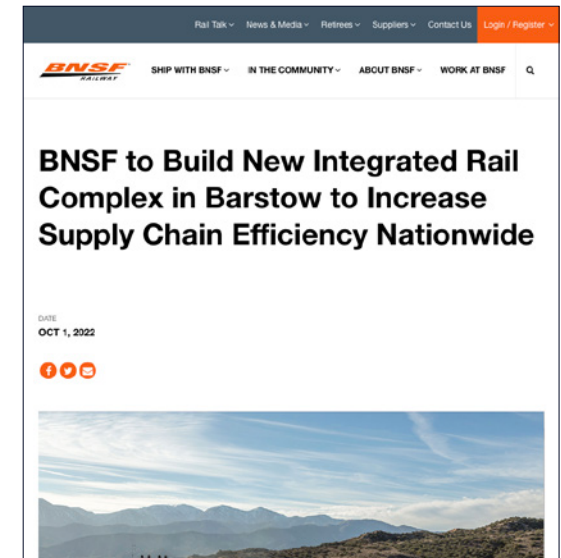 Rail Talk News & Media Retirees Suppliers Contact Us Login / Register
BNSF RAILWAY SHIP WITH BNSF IN THE COMMUNITY ABOUT BNSF WORK AT BNSF
BNSF to Build New Integrated Rail
Complex in Barstow to Increase
Supply Chain Efficiency Nationwide
DATE
OCT 1, 2022